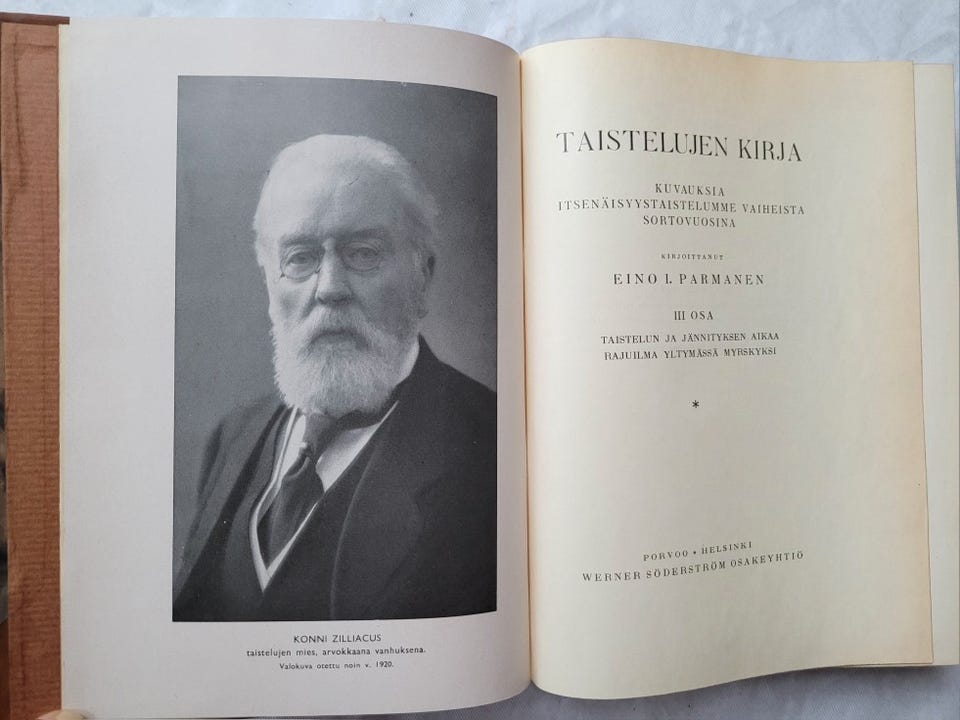 KONNI ZILLIACUS
taistelujen mies, arvokkaana vanhuksena.
Valokuva otettu noin v. 1920.
TAISTELUJEN KIRJA
KUVAUKSIA
ITSENÄISYYSTAISTELUMME VAIHEISTA
SORTOVUOSINA
KIRJOITTANUT
EINO I. PARMANEN
III OSA
TAISTELUN JA JÄNNITYKSEN AIKAA
RAJUILMA YLTYMÄSSÄ MYRSKYKSI
*
PORVOO • HELSINKI
WERNER SÖDERSTRÖM OSAKEYHTIÖ